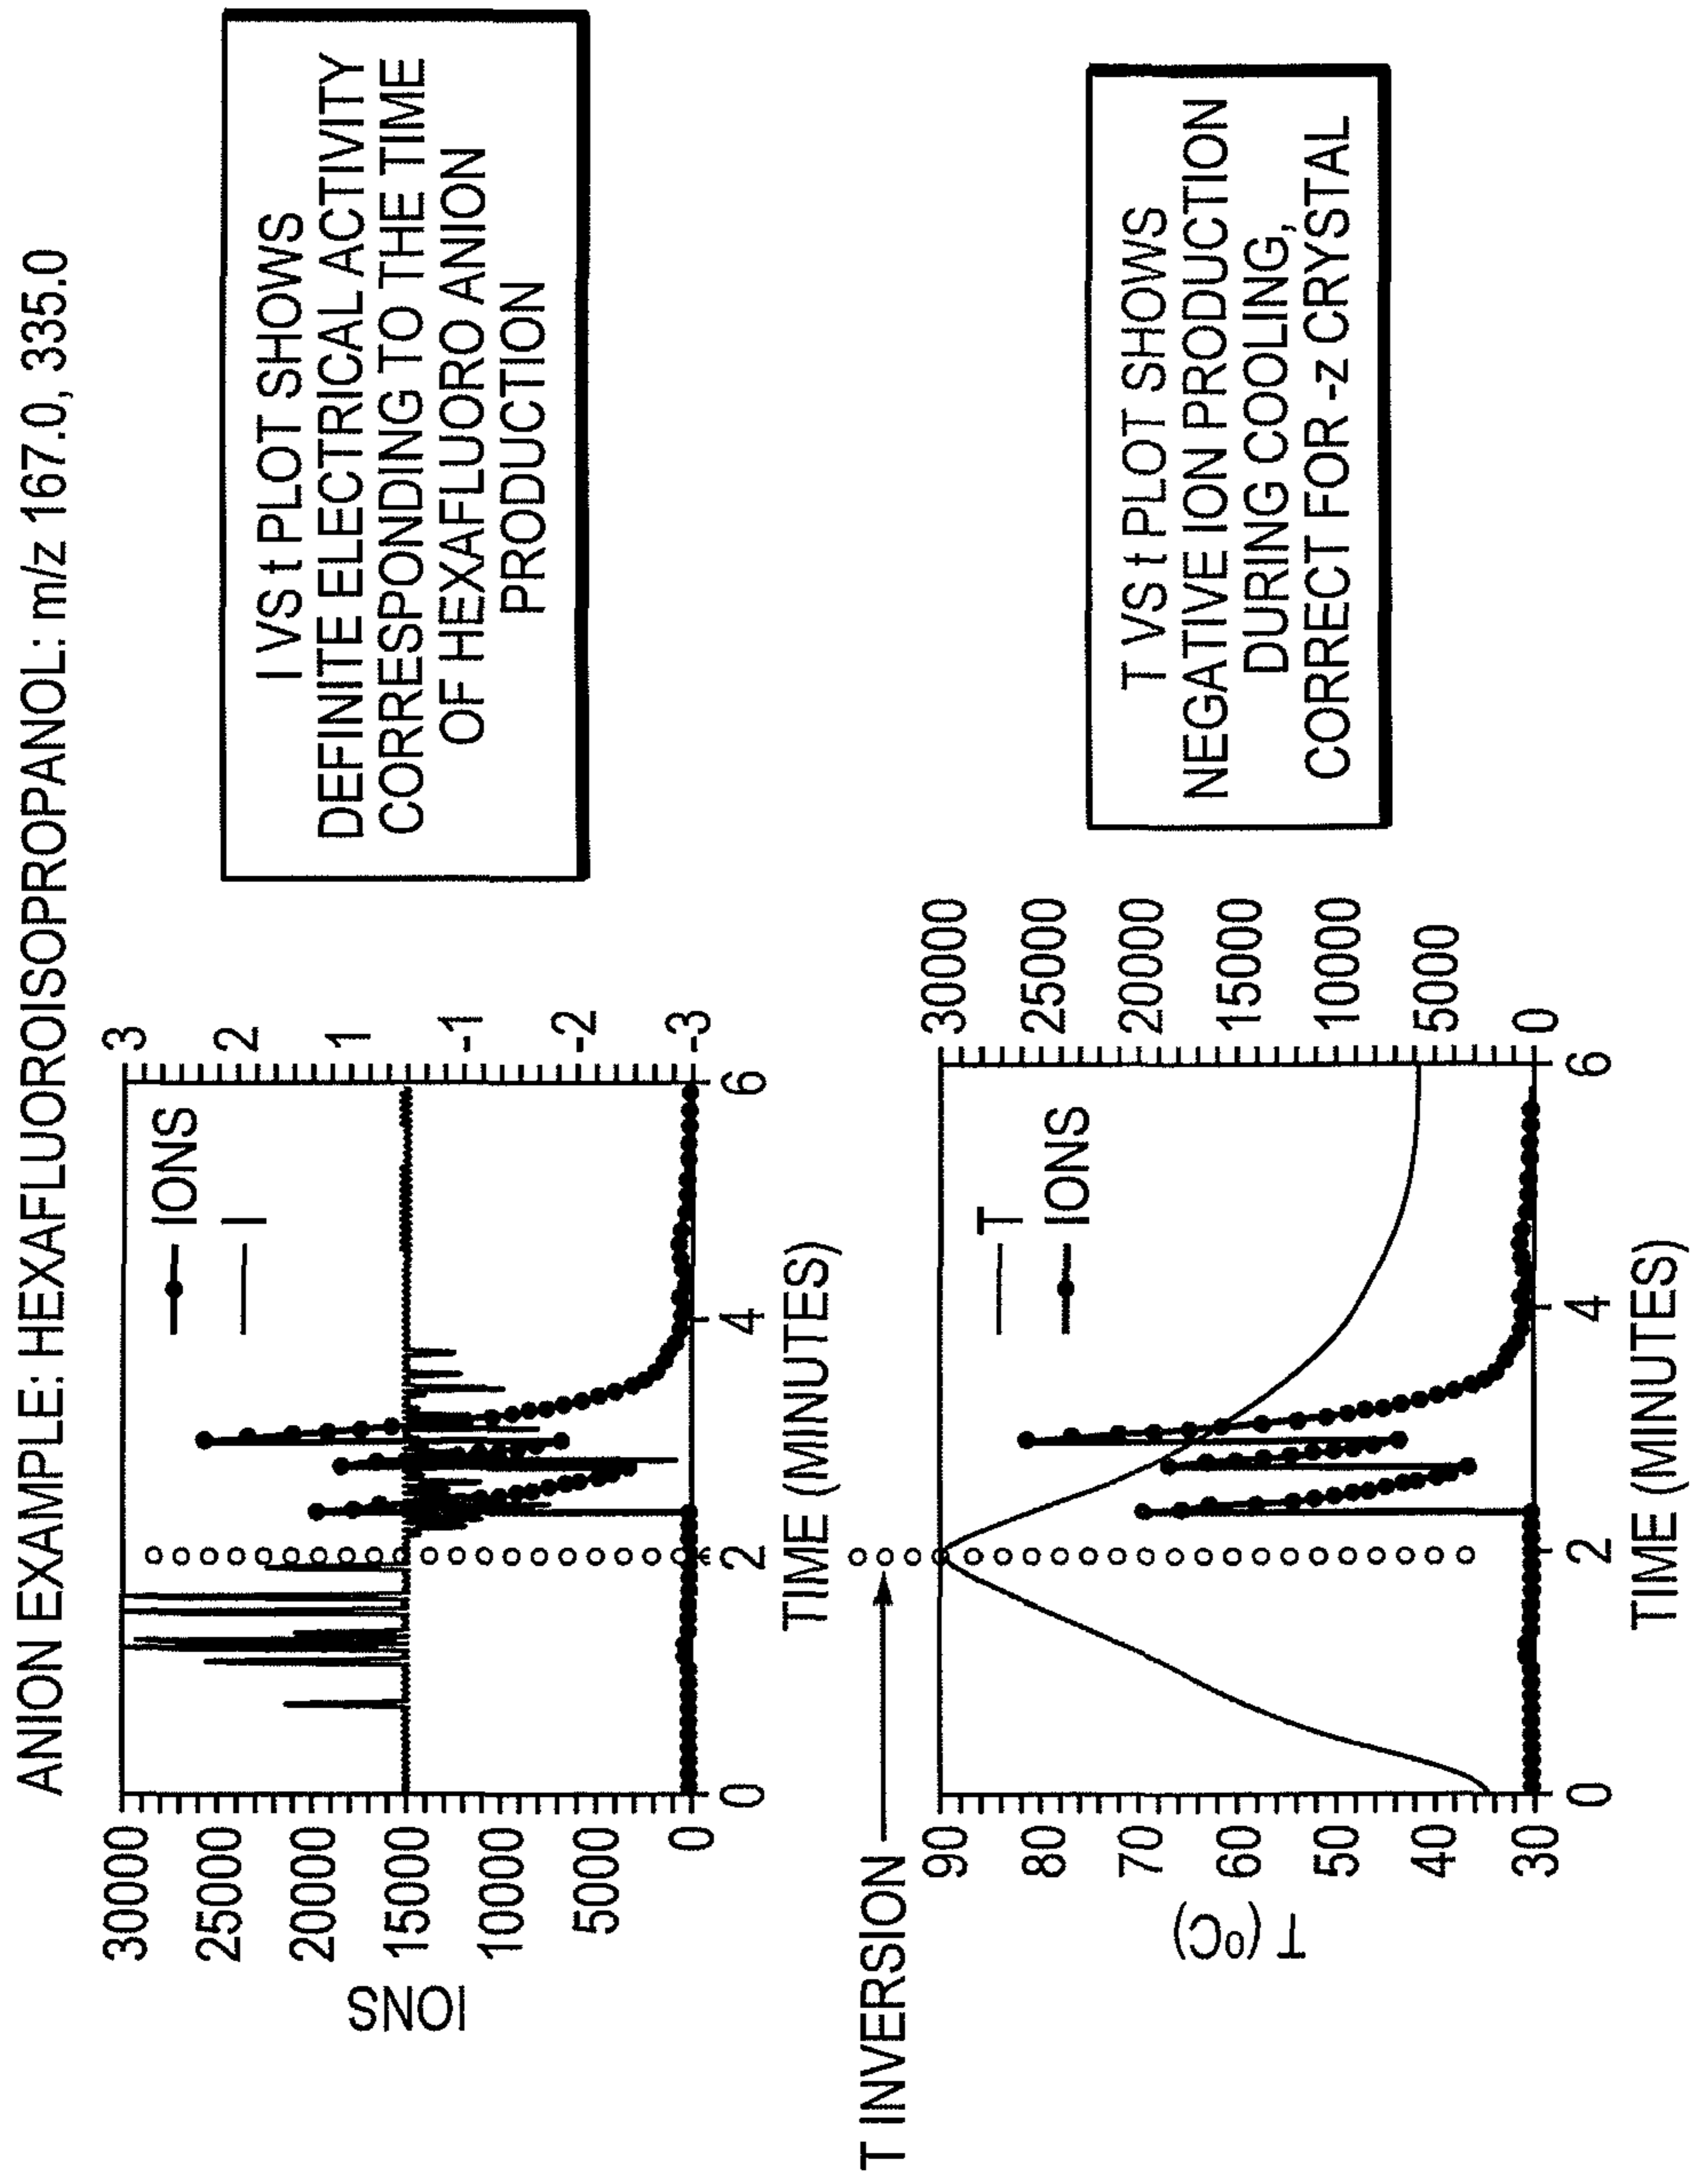 ANION EXAMPLE: HEXAFLUOROISOPROPANOL: m/z 167.0, 335.0
30000
25000
20000
15000
10000
5000
0
IONS
IONS
I
3
2
1
-1
-2
-3
0
2
4
6
TIME (MINUTES)
I VS t PLOT SHOWS
DEFINITE ELECTRICAL ACTIVITY
CORRESPONDING TO THE TIME
OF HEXAFLUORO ANION
PRODUCTION
T INVERSION
90
80
70
60
50
40
30
T (ºC)
T
IONS
30000
25000
20000
15000
10000
5000
0
0
2
4
6
TIME (MINUTES)
T VS t PLOT SHOWS
NEGATIVE ION PRODUCTION
DURING COOLING,
CORRECT FOR -z CRYSTAL